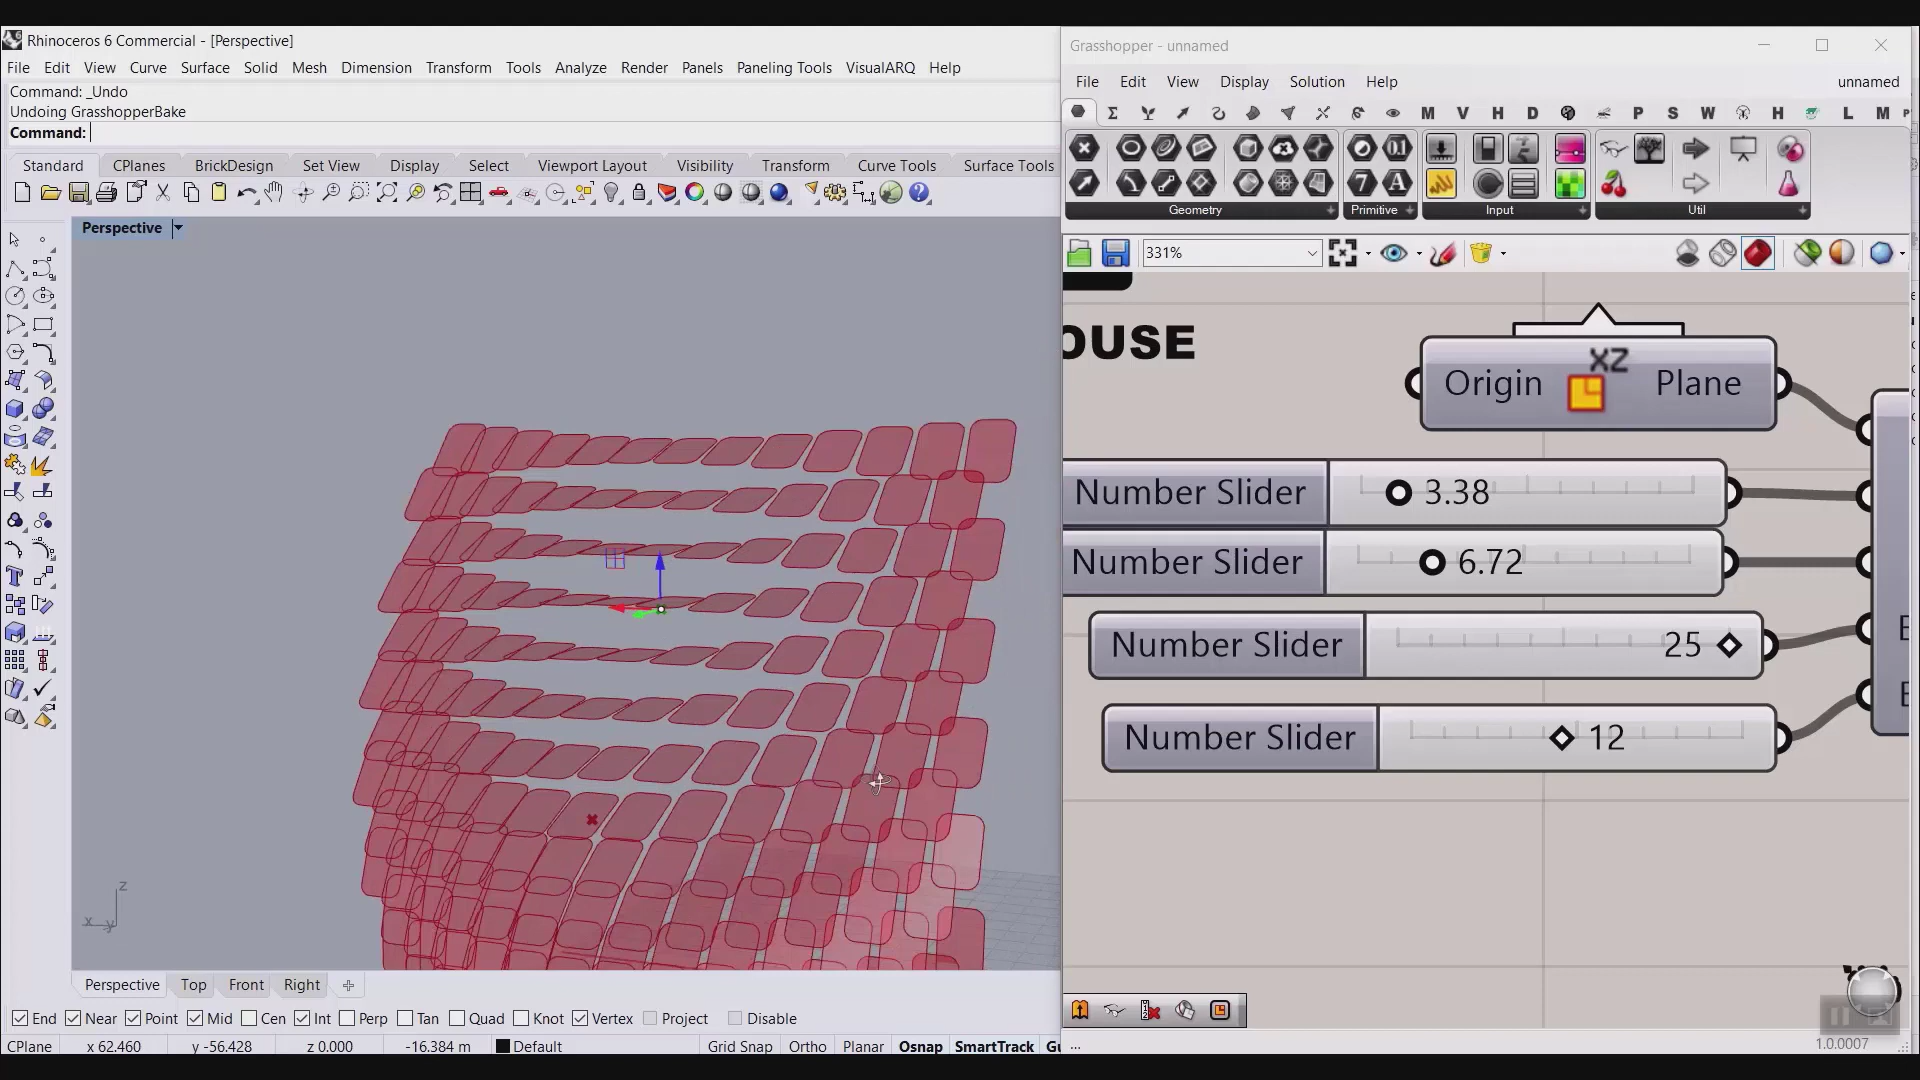 Rhinoceros 6 Commercial - [Perspective]
File Edit View Curve Surface Solid Mesh Dimension Transform Tools Analyze Render Panels Paneling Tools VisualARQ Help
Command: _Undo
Undoing GrasshopperBake
Command:
Standard CPlanes BrickDesign Set View Display Select Viewport Layout Visibility Transform Curve Tools Surface Tools
Perspective
z
x y
Perspective Top Front Right
End Near Point Mid Cen Int Perp Tan Quad Knot Vertex Project Disable
CPlane x 62.460 y -56.428 z 0.000 -16.384 m Default Grid Snap Ortho Planar Osnap SmartTrack Gu
Grasshopper - unnamed
File Edit View Display Solution Help unnamed
M V H D P S W H L M
Geometry Primitive Input Util
331%
OUSE
XZ
Origin Plane
Number Slider 3.38
Number Slider 6.72
Number Slider 25
Number Slider 12
...
1.0.0007